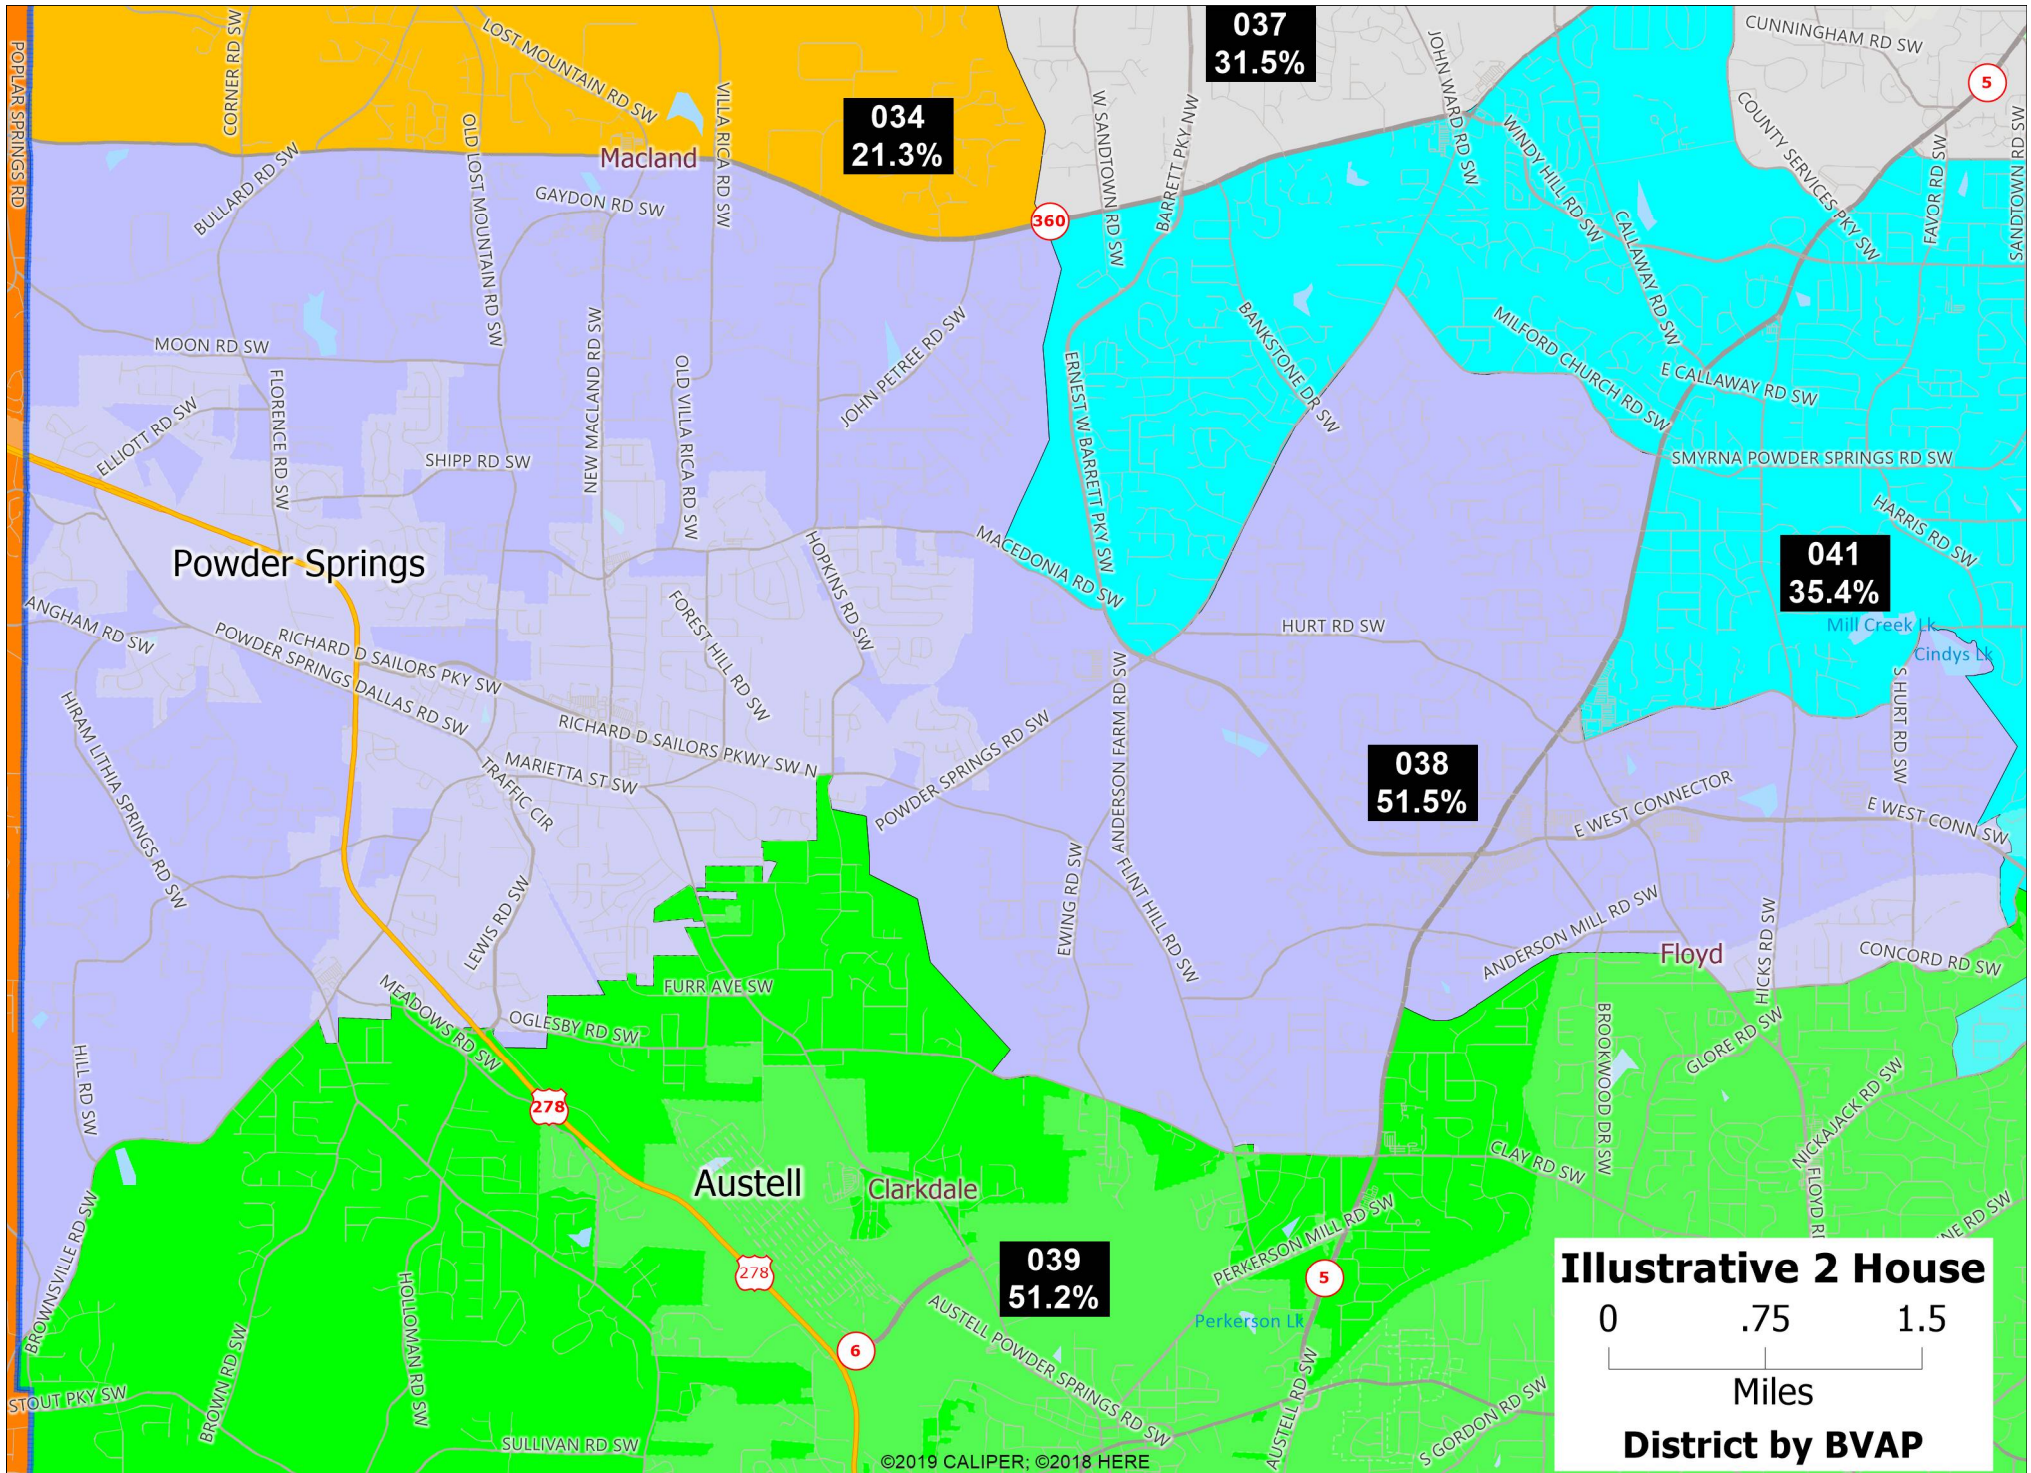 037
31.5%
CUNNINGHAM RD SW
5
POPLAR SPRINGS RD
CORNER RD SW
LOST MOUNTAIN RD SW
VILLA RICA RD SW
034
21.3%
W SANDTOWN RD SW
BARRETT PKY NW
JOHN WARD RD SW
WINDY HILL RD SW
COUNTY SERVICES PKY SW
FAVOR RD SW
SANDTOWN RD SW
BULLARD RD SW
OLD LOST MOUNTAIN RD SW
Macland
GAYDON RD SW
360
CALLAWAY RD SW
MOON RD SW
FLORENCE RD SW
NEW MACLAND RD SW
OLD VILLA RICA RD SW
JOHN PETREE RD SW
ERNEST W BARRETT PKY SW
BANKSTONE DR SW
MILFORD CHURCH RD SW
E CALLAWAY RD SW
ELLIOTT RD SW
SHIPP RD SW
SMYRNA POWDER SPRINGS RD SW
HARRIS RD SW
Powder Springs
HOPKINS RD SW
MACEDONIA RD SW
041
35.4%
ANGHAM RD SW
POWDER SPRINGS DALLAS RD SW
RICHARD D SAILORS PKY SW
FOREST HILL RD SW
HURT RD SW
Mill Creek Lk
Cindys Lk
S HURT RD SW
HIRAM LITHIA SPRINGS RD SW
RICHARD D SAILORS PKWY SW N
MARIETTA ST SW
TRAFFIC CIR
POWDER SPRINGS RD SW
ANDERSON FARM RD SW
038
51.5%
E WEST CONNECTOR
E WEST CONN SW
LEWIS RD SW
EWING RD SW
FLINT HILL RD SW
ANDERSON MILL RD SW
Floyd
HICKS RD SW
CONCORD RD SW
MEADOWS RD SW
FURR AVE SW
OGLESBY RD SW
HILL RD SW
BROOKWOOD DR SW
GLORE RD SW
NICKAJACK RD SW
278
CLAY RD SW
Austell
Clarkdale
FLOYD RD
NE RD SW
BROWNSVILLE RD SW
HOLLOMAN RD SW
BROWN RD SW
278
039
51.2%
PERKERSON MILL RD SW
5
Perkerson Lk
6
AUSTELL POWDER SPRINGS RD SW
AUSTELL RD SW
S GORDON RD SW
STOUT PKY SW
SULLIVAN RD SW
Illustrative 2 House
0 .75 1.5
Miles
District by BVAP
©2019 CALIPER; ©2018 HERE